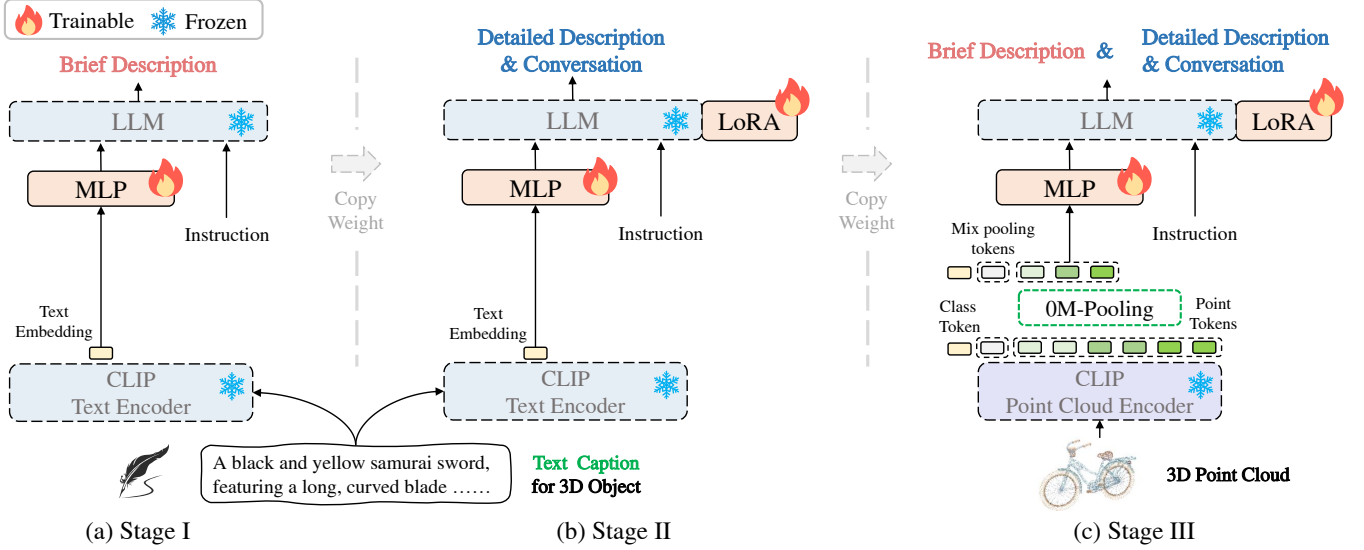 Trainable
Frozen
Brief Description
LLM
MLP
Instruction
Text
Embedding
CLIP
Text Encoder
(a) Stage I
Copy
Weight
Detailed Description
& Conversation
LLM
LoRA
MLP
Instruction
Text
Embedding
CLIP
Text Encoder
A black and yellow samurai sword,
featuring a long, curved blade ……
Text Caption
for 3D Object
(b) Stage II
Copy
Weight
Brief Description & Detailed Description
& Conversation
LLM
LoRA
MLP
Mix pooling
tokens
Instruction
0M-Pooling
Class
Token
Point
Tokens
CLIP
Point Cloud Encoder
3D Point Cloud
(c) Stage III